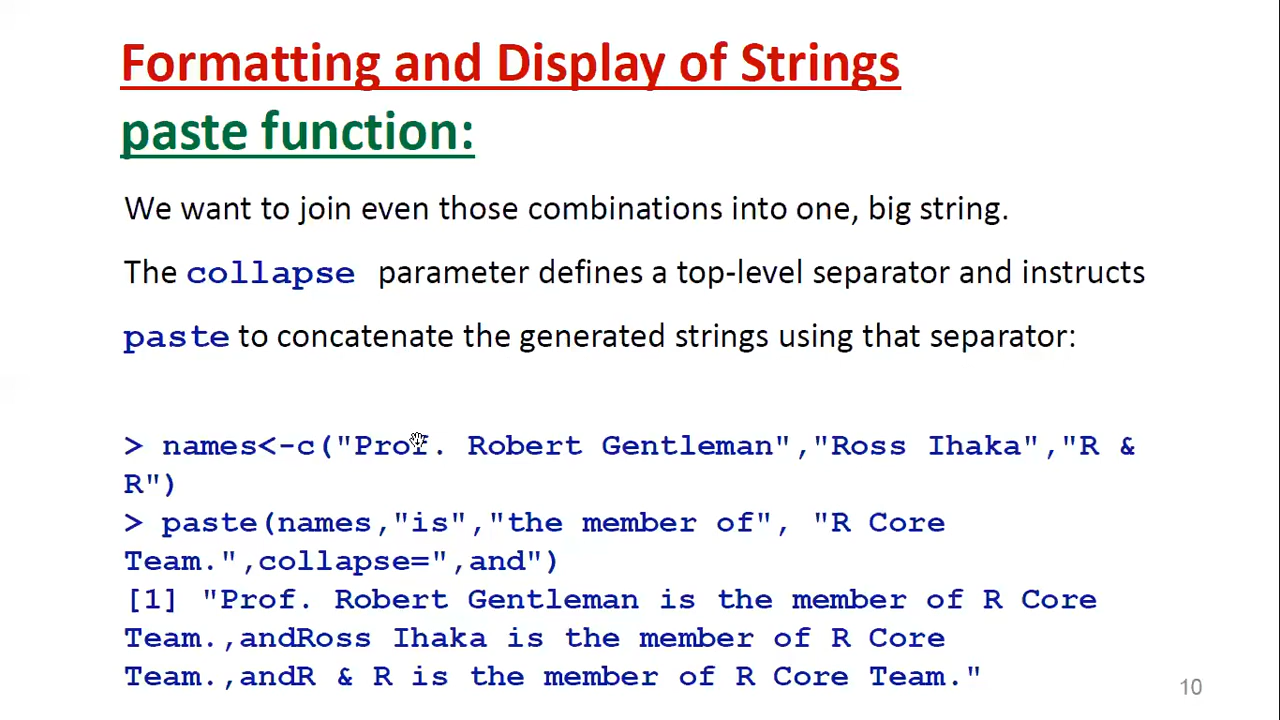 Formatting and Display of Strings
paste function:
We want to join even those combinations into one, big string.
The collapse parameter defines a top-level separator and instructs
paste to concatenate the generated strings using that separator:
> names<-c("Prof. Robert Gentleman","Ross Ihaka","R &
R")
> paste(names,"is","the member of", "R Core
Team.",collapse=",and")
[1] "Prof. Robert Gentleman is the member of R Core
Team.,andRoss Ihaka is the member of R Core
Team.,andR & R is the member of R Core Team."
10